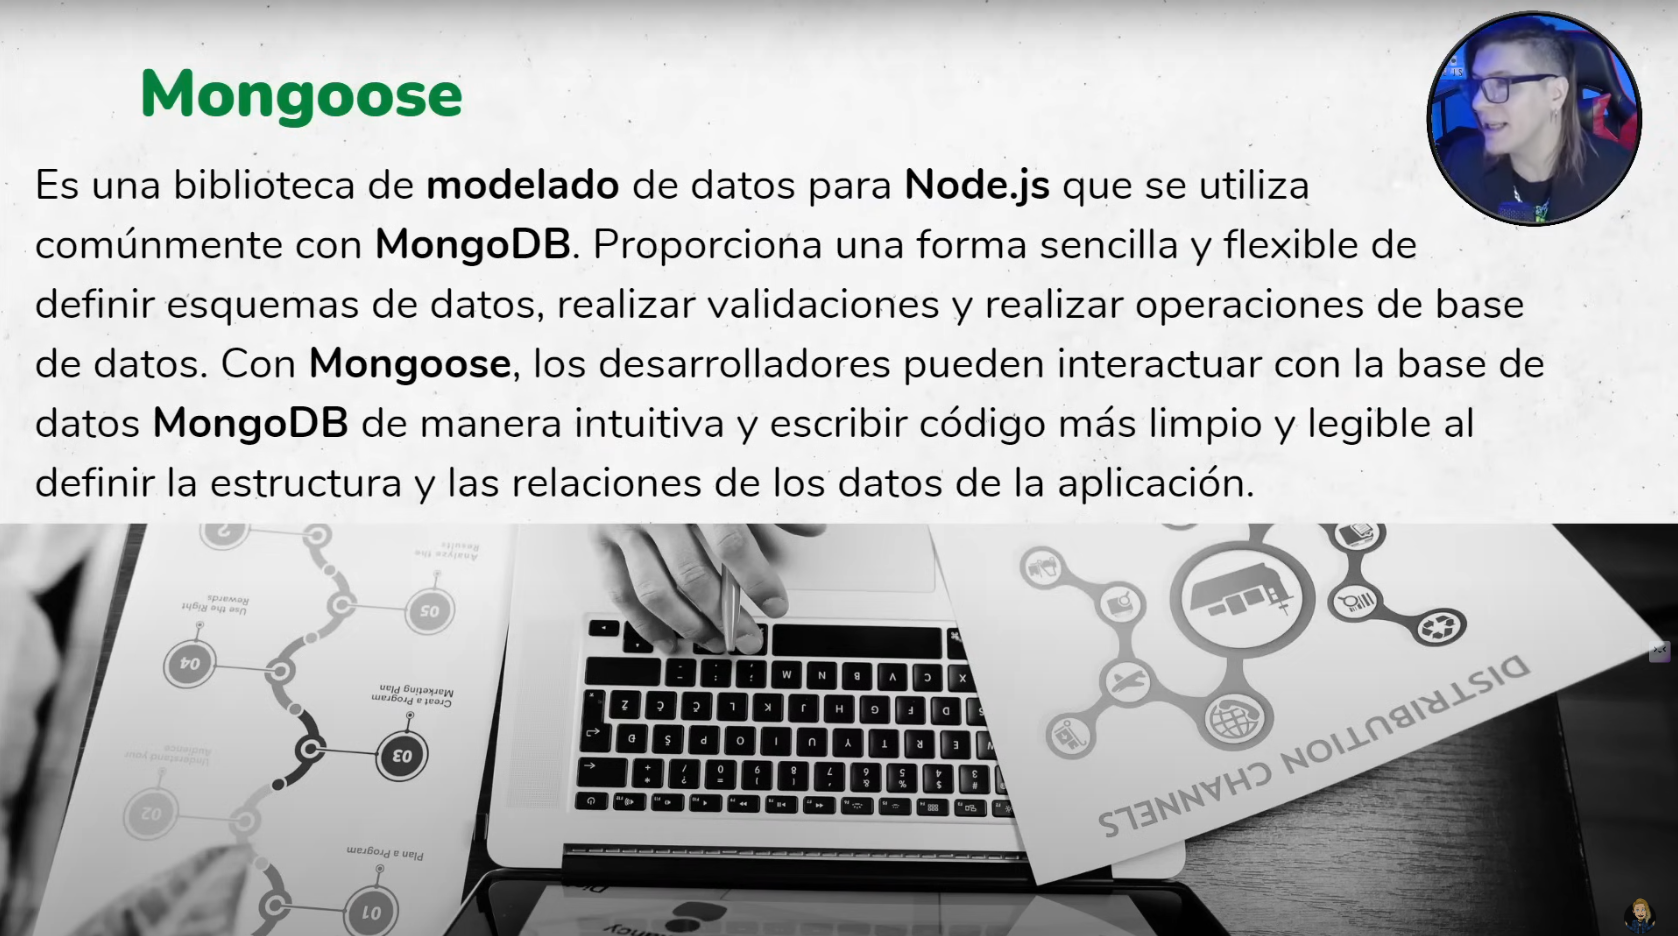 Mongoose
Es una biblioteca de modelado de datos para Node.js que se utiliza
comúnmente con MongoDB. Proporciona una forma sencilla y flexible de
definir esquemas de datos, realizar validaciones y realizar operaciones de base
de datos. Con Mongoose, los desarrolladores pueden interactuar con la base de
datos MongoDB de manera intuitiva y escribir código más limpio y legible al
definir la estructura y las relaciones de los datos de la aplicación.
Analyze the
Results
05
Use the Right
Rewards
04
Creat a Program
Marketing Plan
03
Understand your
Audience
02
Plan a Program
01
DISTRIBUTION CHANNELS